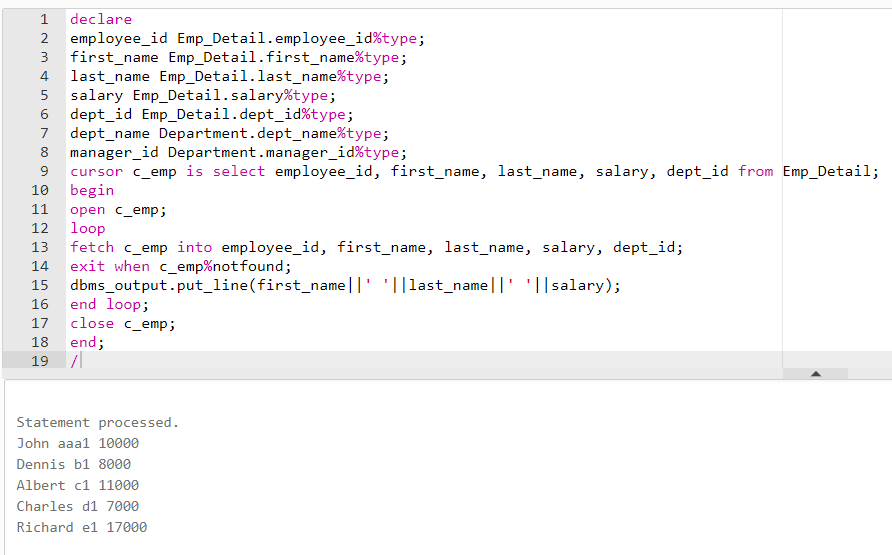 1 declare
2 employee_id Emp_Detail.employee_id%type;
3 first_name Emp_Detail.first_name%type;
4 last_name Emp_Detail.last_name%type;
5 salary Emp_Detail.salary%type;
6 dept_id Emp_Detail.dept_id%type;
7 dept_name Department.dept_name%type;
8 manager_id Department.manager_id%type;
9 cursor c_emp is select employee_id, first_name, last_name, salary, dept_id from Emp_Detail;
10 begin
11 open c_emp;
12 loop
13 fetch c_emp into employee_id, first_name, last_name, salary, dept_id;
14 exit when c_emp%notfound;
15 dbms_output.put_line(first_name||' '||last_name||' '||salary);
16 end loop;
17 close c_emp;
18 end;
19 /
Statement processed.
John aaa1 10000
Dennis b1 8000
Albert c1 11000
Charles d1 7000
Richard e1 17000